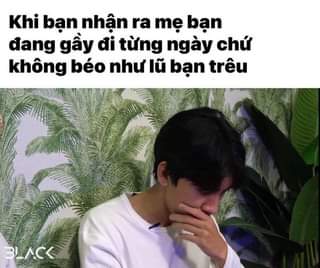 Khi bạn nhận ra mẹ bạn
đang gầy đi từng ngày chứ
không béo như lũ bạn trêu
BLACK